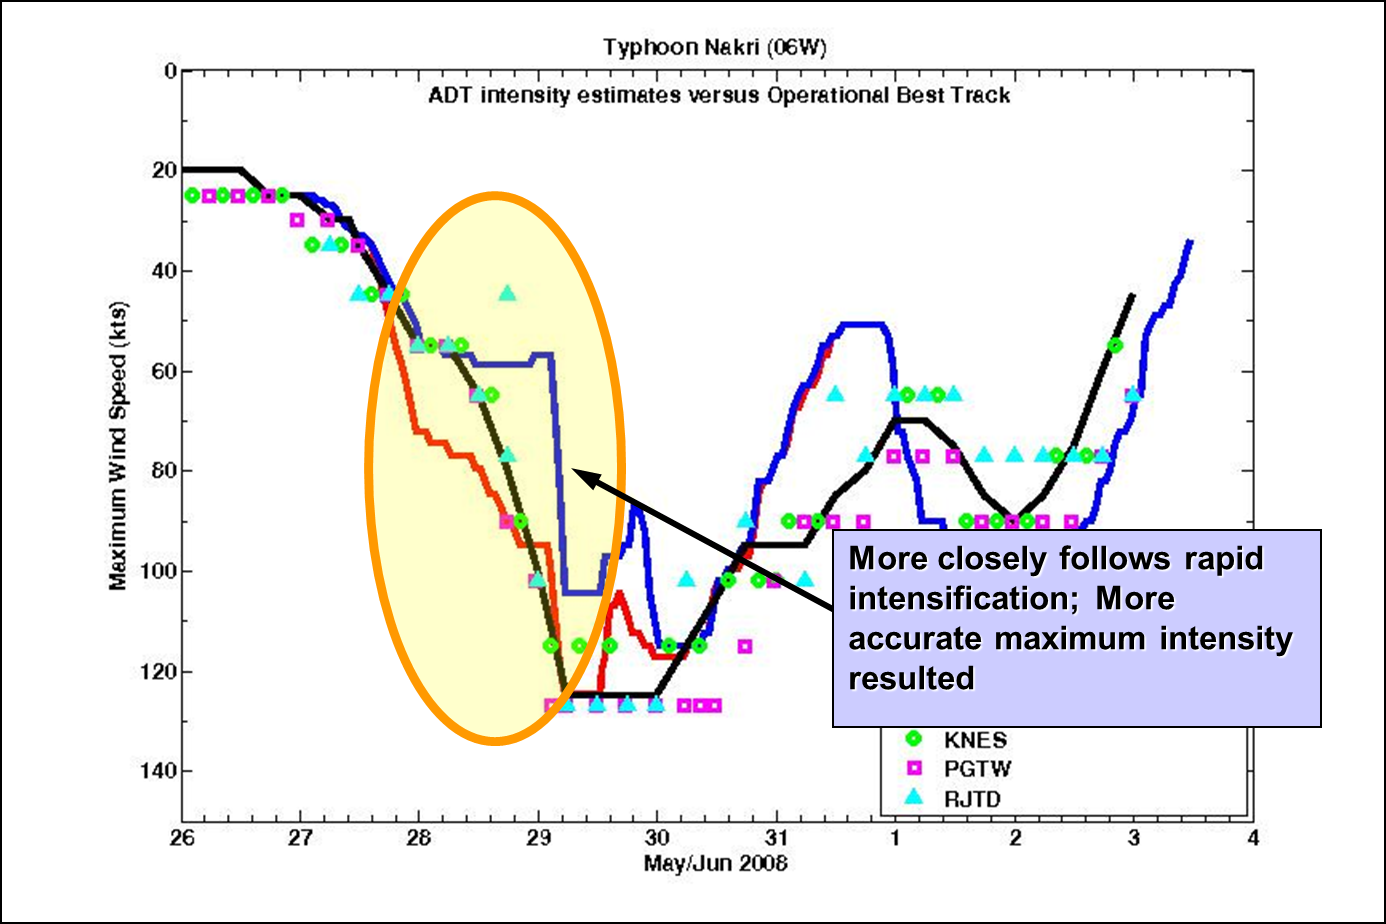 Typhoon Nakri (06W)
ADT intensity estimates versus Operational Best Track
0
20
40
60
80
100
120
140
Maximum Wind Speed (kts)
More closely follows rapid
intensification; More
accurate maximum intensity
resulted
KNES
PGTW
RJTD
26 27 28 29 30 31 1 2 3 4
May/Jun 2008